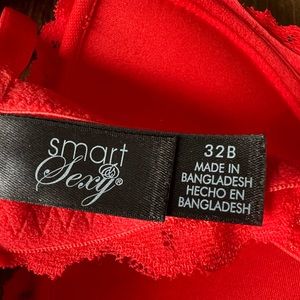 smart
& Sexy®
32B
MADE IN
BANGLADESH
HECHO EN
BANGLADESH